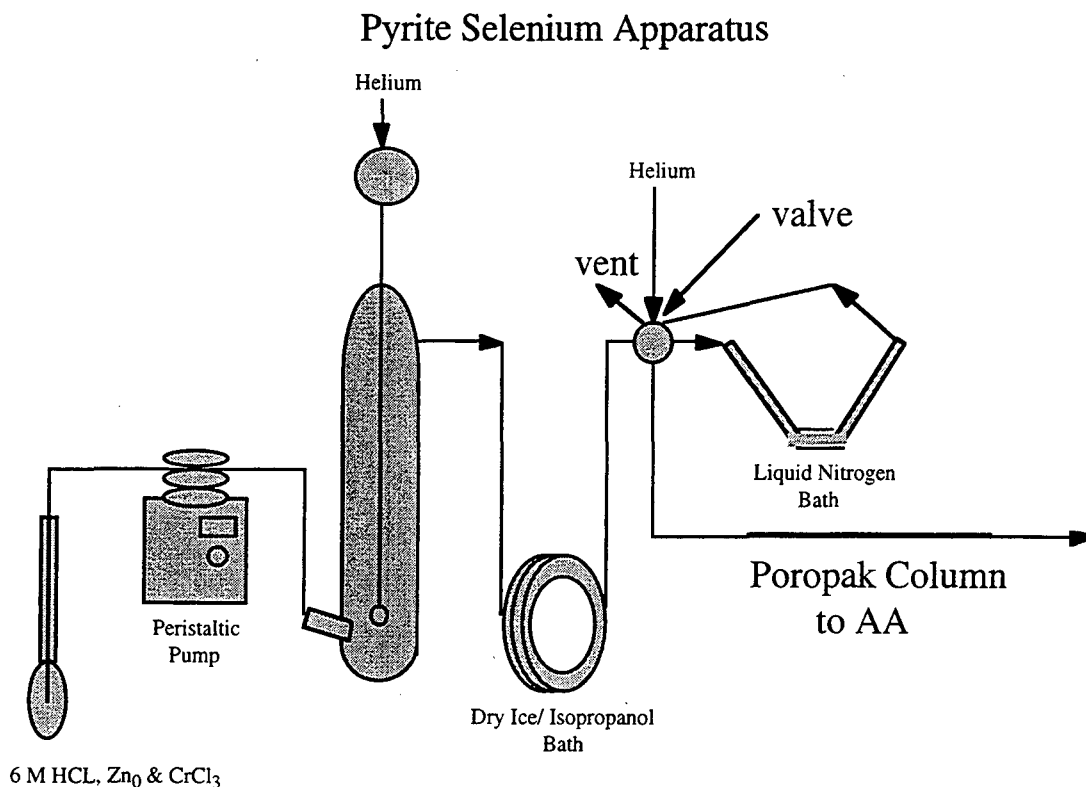 Pyrite Selenium Apparatus
Helium
Helium
valve
vent
Liquid Nitrogen
Bath
Poropak Column
to AA
Peristaltic
Pump
Dry Ice/ Isopropanol
Bath
6 M HCL, Zn₀ & CrCl₃